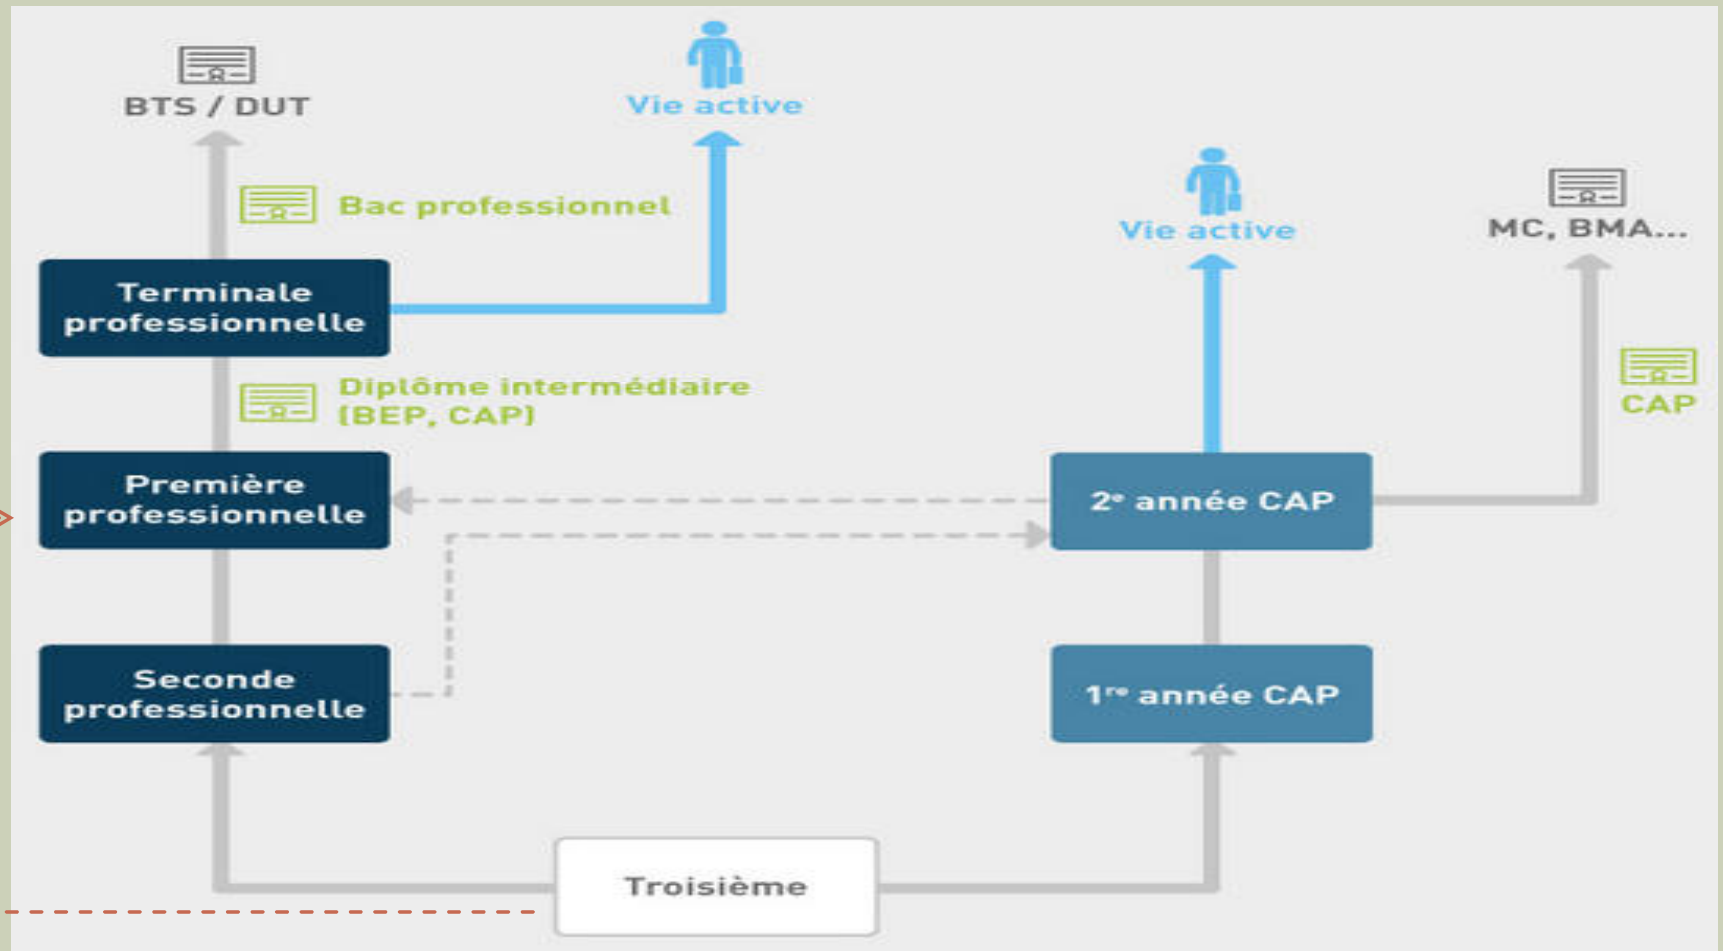 BTS / DUT
Vie active
Bac professionnel
Vie active
MC, BMA...
Terminale
professionnelle
Diplôme intermédiaire
(BEP, CAP)
CAP
Première
professionnelle
2e année CAP
Seconde
professionnelle
1re année CAP
Troisième